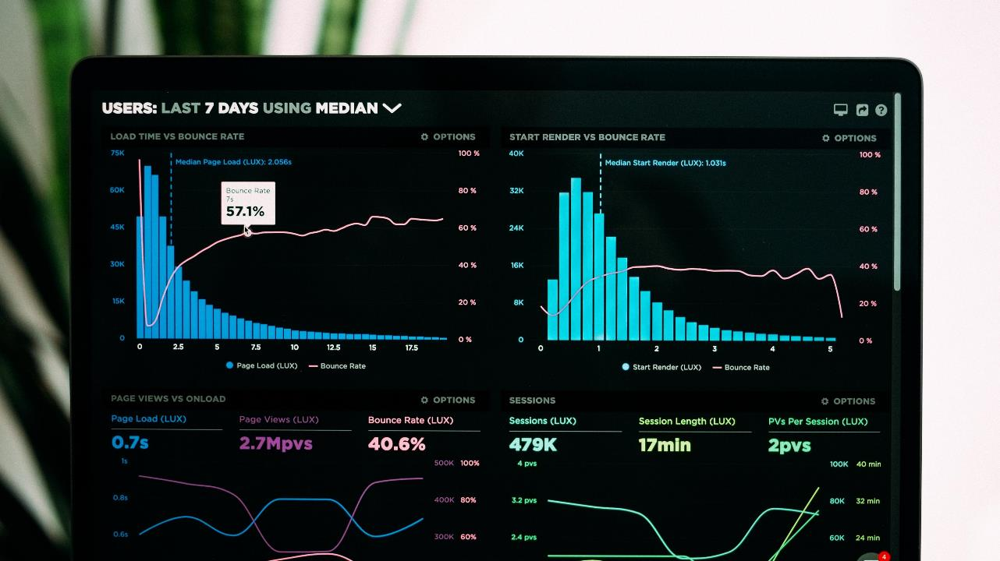 USERS: LAST 7 DAYS USING MEDIAN
LOAD TIME VS BOUNCE RATE
OPTIONS
75K
60K
45K
30K
15K
0
100 %
80 %
60 %
40 %
20 %
0 %
Median Page Load (LUX): 2.056s
Bounce Rate
7s
57.1%
0 2.5 5 7.5 10 12.5 15 17.5
Page Load (LUX) Bounce Rate
START RENDER VS BOUNCE RATE
OPTIONS
40K
32K
24K
16K
8K
0
100 %
80 %
60 %
40 %
20 %
0 %
Median Start Render (LUX): 1.031s
0 1 2 3 4 5
Start Render (LUX) Bounce Rate
PAGE VIEWS VS ONLOAD
OPTIONS
Page Load (LUX) Page Views (LUX) Bounce Rate (LUX)
0.7s 2.7Mpvs 40.6%
1s 500K 100%
0.8s 400K 80%
0.6s 300K 60%
SESSIONS
OPTIONS
Sessions (LUX) Session Length (LUX) PVs Per Session (LUX)
479K 17min 2pvs
4 pvs 100K 40 min
3.2 pvs 80K 32 min
2.4 pvs 60K 24 min
4